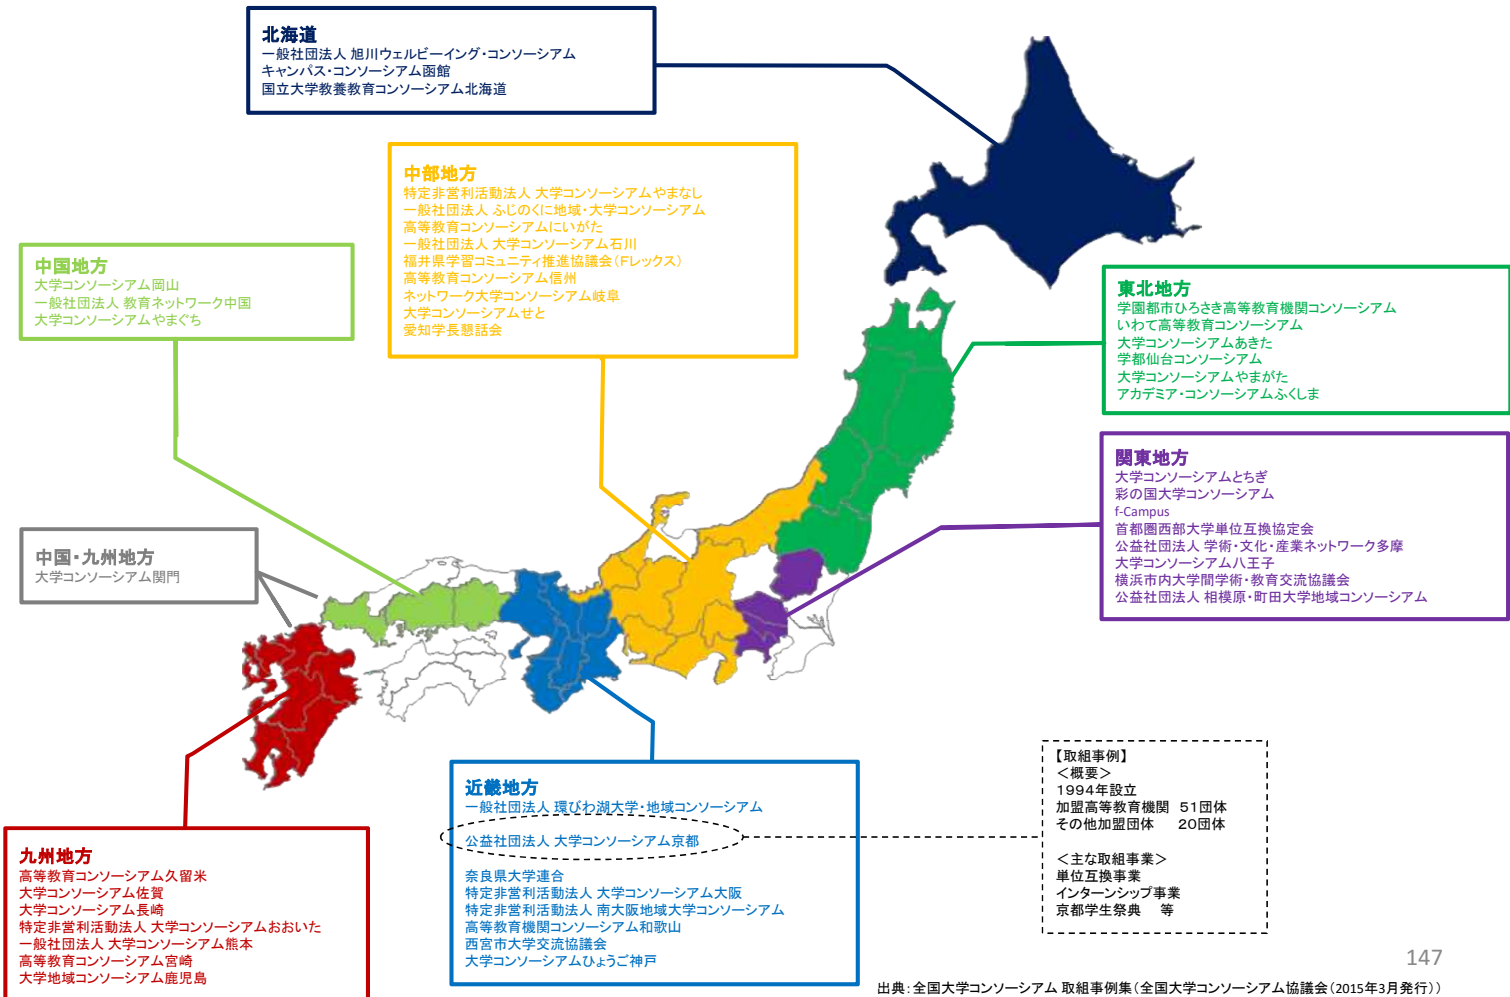 北海道
一般社団法人 旭川ウェルビーイング・コンソーシアム
キャンパス・コンソーシアム函館
国立大学教養教育コンソーシアム北海道
中部地方
特定非営利活動法人 大学コンソーシアムやまなし
一般社団法人 ふじのくに地域・大学コンソーシアム
高等教育コンソーシアムにいがた
一般社団法人 大学コンソーシアム石川
福井県学習コミュニティ推進協議会(Fレックス)
高等教育コンソーシアム信州
ネットワーク大学コンソーシアム岐阜
大学コンソーシアムせと
愛知学長懇話会
中国地方
大学コンソーシアム岡山
一般社団法人 教育ネットワーク中国
大学コンソーシアムやまぐち
東北地方
学園都市ひろさき高等教育機関コンソーシアム
いわて高等教育コンソーシアム
大学コンソーシアムあきた
学都仙台コンソーシアム
大学コンソーシアムやまがた
アカデミア・コンソーシアムふくしま
関東地方
大学コンソーシアムとちぎ
彩の国大学コンソーシアム
f-Campus
首都圏西部大学単位互換協定会
公益社団法人 学術・文化・産業ネットワーク多摩
大学コンソーシアム八王子
横浜市内大学間学術・教育交流協議会
公益社団法人 相模原・町田大学地域コンソーシアム
中国・九州地方
大学コンソーシアム関門
近畿地方
一般社団法人 環びわ湖大学・地域コンソーシアム
公益社団法人 大学コンソーシアム京都
奈良県大学連合
特定非営利活動法人 大学コンソーシアム大阪
特定非営利活動法人 南大阪地域大学コンソーシアム
高等教育機関コンソーシアム和歌山
西宮市大学交流協議会
大学コンソーシアムひょうご神戸
【取組事例】
<概要>
1994年設立
加盟高等教育機関 51団体
その他加盟団体 20団体
<主な取組事業>
単位互換事業
インターンシップ事業
京都学生祭典 等
九州地方
高等教育コンソーシアム久留米
大学コンソーシアム佐賀
大学コンソーシアム長崎
特定非営利活動法人 大学コンソーシアムおおいた
一般社団法人 大学コンソーシアム熊本
高等教育コンソーシアム宮崎
大学地域コンソーシアム鹿児島
147
出典:全国大学コンソーシアム 取組事例集(全国大学コンソーシアム協議会(2015年3月発行))